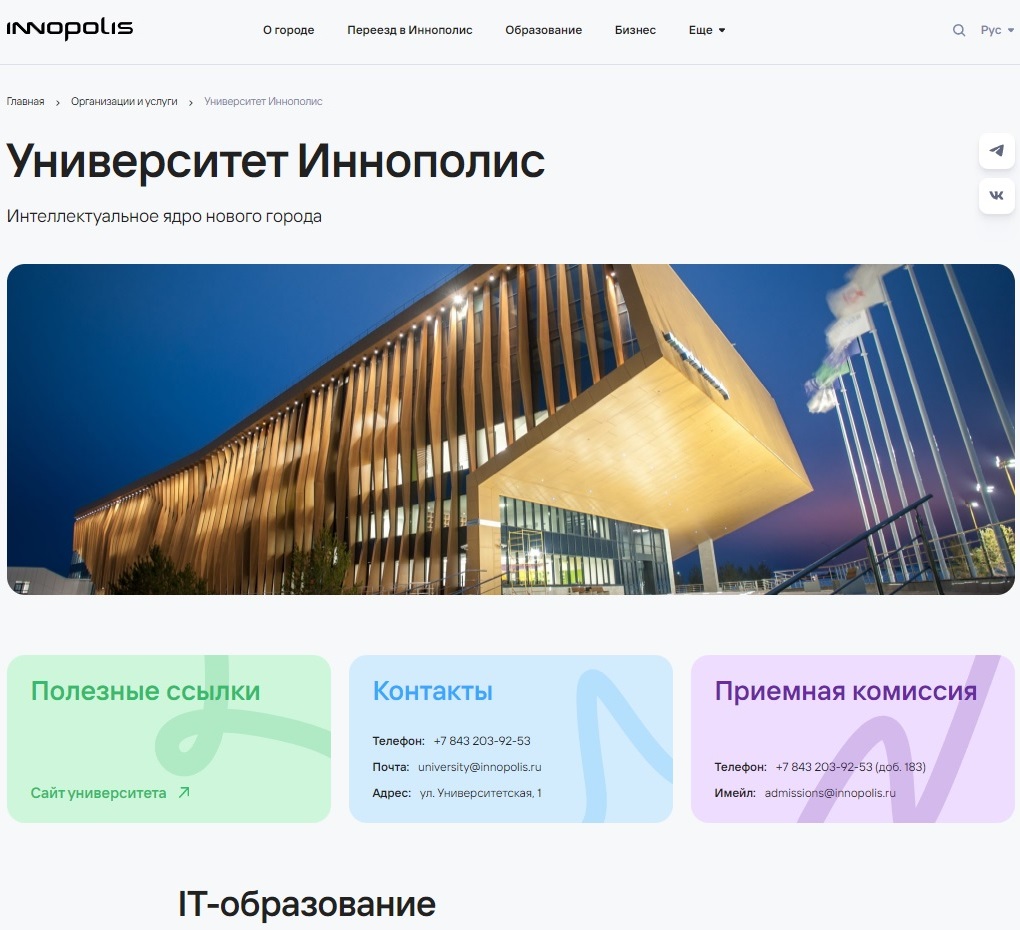 INNOPOLIS
О городе Переезд в Иннополис Образование Бизнес Еще Рус
Главная Организации и услуги Университет Иннополис
Университет Иннополис
Интеллектуальное ядро нового города
Полезные ссылки
Сайт университета
Контакты
Телефон: +7 843 203-92-53
Почта: university@innopolis.ru
Адрес: ул. Университетская, 1
Приемная комиссия
Телефон: +7 843 203-92-53 (доб. 183)
Имейл: admissions@innopolis.ru
IT-образование